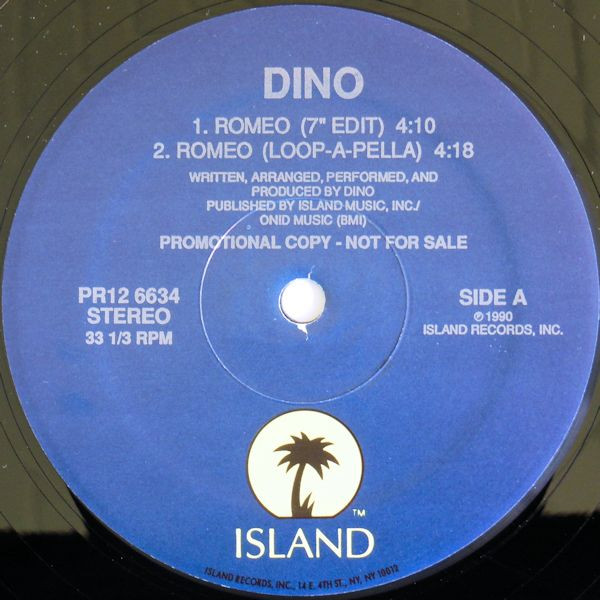 DINO
1. ROMEO (7" EDIT) 4:10
2. ROMEO (LOOP-A-PELLA) 4:18
WRITTEN, ARRANGED, PERFORMED, AND
PRODUCED BY DINO
PUBLISHED BY ISLAND MUSIC, INC./
ONID MUSIC (BMI)
PROMOTIONAL COPY - NOT FOR SALE
PR12 6634
STEREO
33 1/3 RPM
SIDE A
℗ 1990
ISLAND RECORDS, INC.
TM
ISLAND
ISLAND RECORDS, INC., 14 E. 4TH ST., NY, NY 10012